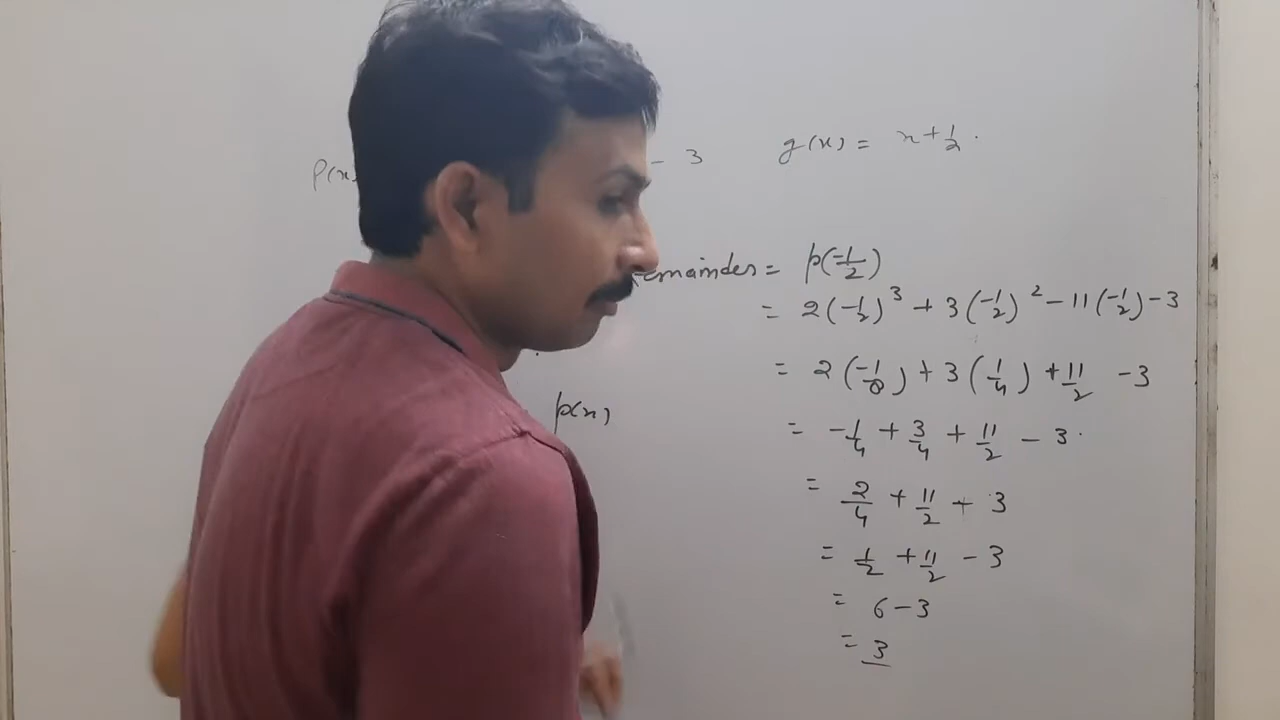 p(x) - 3 g(x) = x + 1/2 .
emainder = p(-1/2)
= 2(-1/2)^3 + 3(-1/2)^2 - 11(-1/2) - 3
= 2(-1/8) + 3(1/4) + 11/2 - 3
p(x)
= -1/4 + 3/4 + 11/2 - 3 .
= 2/4 + 11/2 + 3
= 1/2 + 11/2 - 3
= 6 - 3
= 3